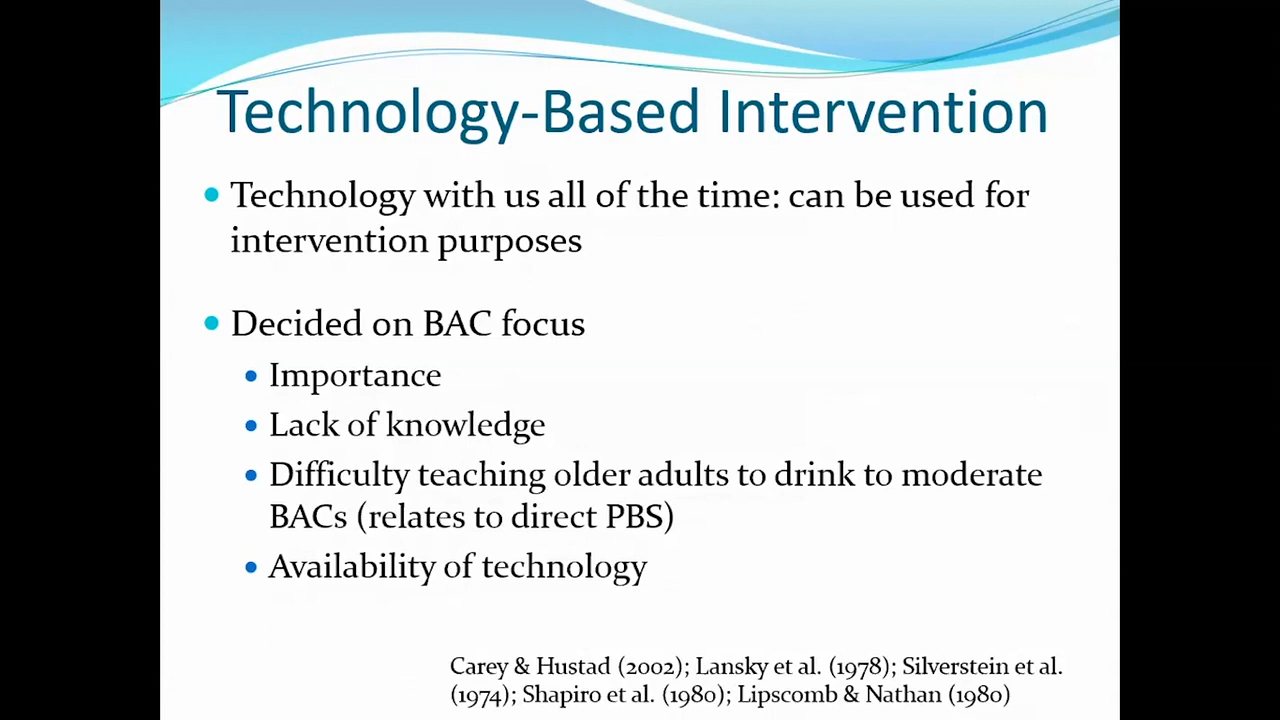 Technology-Based Intervention
• Technology with us all of the time: can be used for
intervention purposes
• Decided on BAC focus
• Importance
• Lack of knowledge
• Difficulty teaching older adults to drink to moderate
BACs (relates to direct PBS)
• Availability of technology
Carey & Hustad (2002); Lansky et al. (1978); Silverstein et al.
(1974); Shapiro et al. (1980); Lipscomb & Nathan (1980)